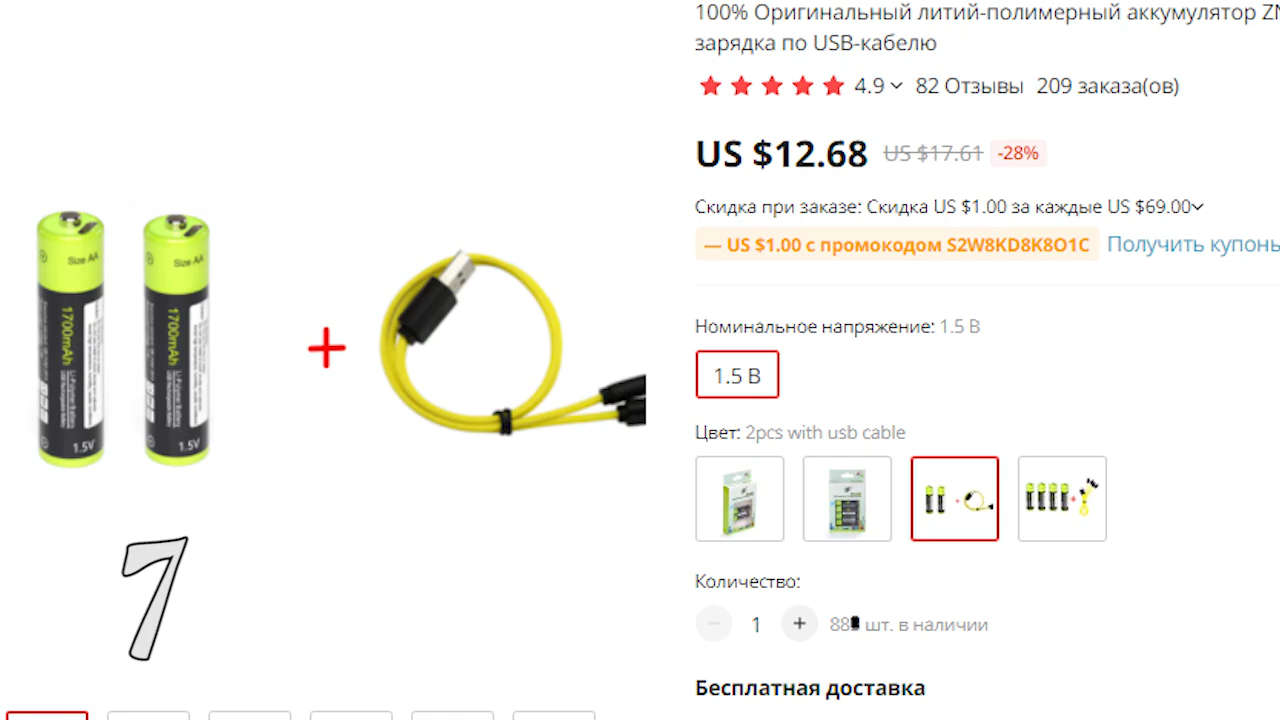 100% Оригинальный литий-полимерный аккумулятор
зарядка по USB-кабелю
4.9 82 Отзывы 209 заказа(ов)
US $12.68 US $17.61 -28%
Скидка при заказе: Скидка US $1.00 за каждые US $69.00
— US $1.00 с промокодом S2W8KD8K8O1C Получить купоны
Номинальное напряжение: 1.5 В
1.5 В
Цвет: 2pcs with usb cable
Количество:
1 + шт. в наличии
Бесплатная доставка
Size AA
1700mAh
1.5V
Size AA
1700mAh
1.5V
+
7